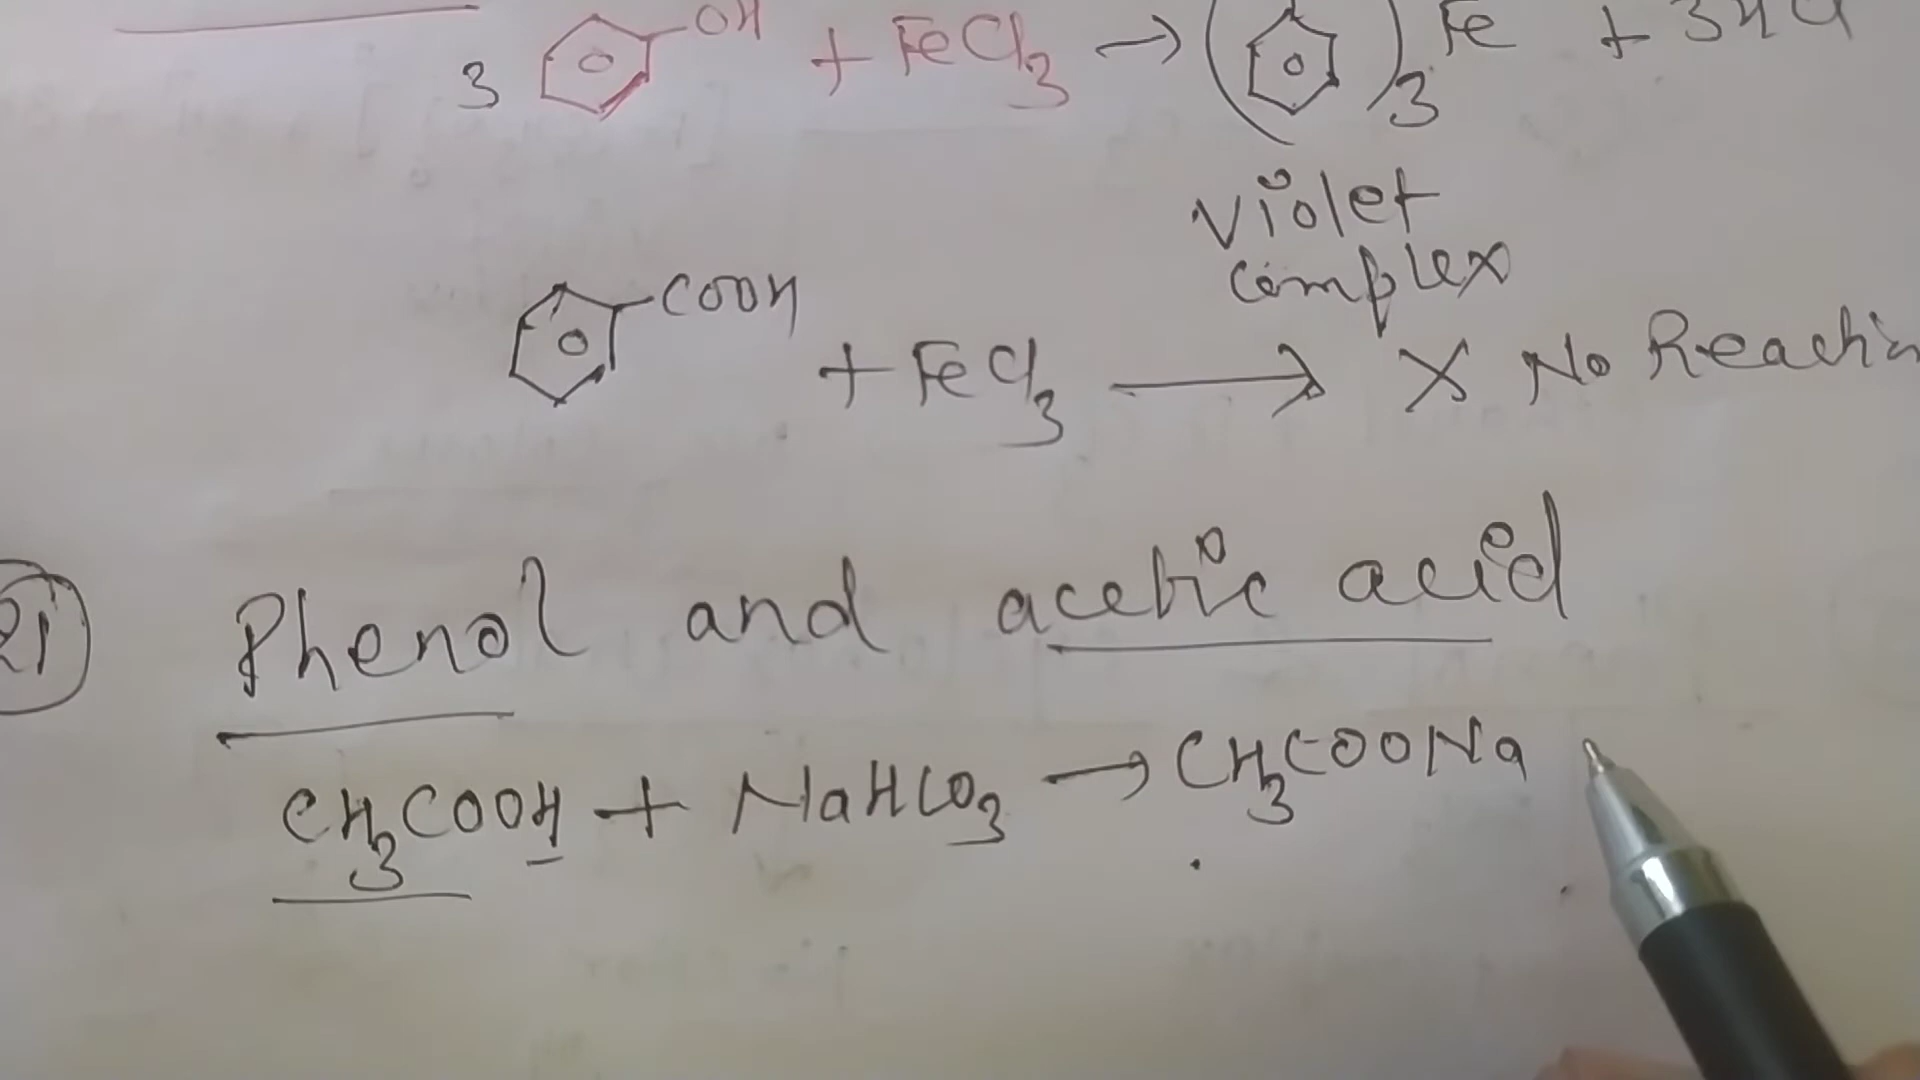 3 OH + FeCl3 → ( )3 Fe + 3HCl
violet
complex
COOH + FeCl3 → X No Reaction
21) Phenol and acetic acid
CH3COOH + NaHCO3 → CH3COONa